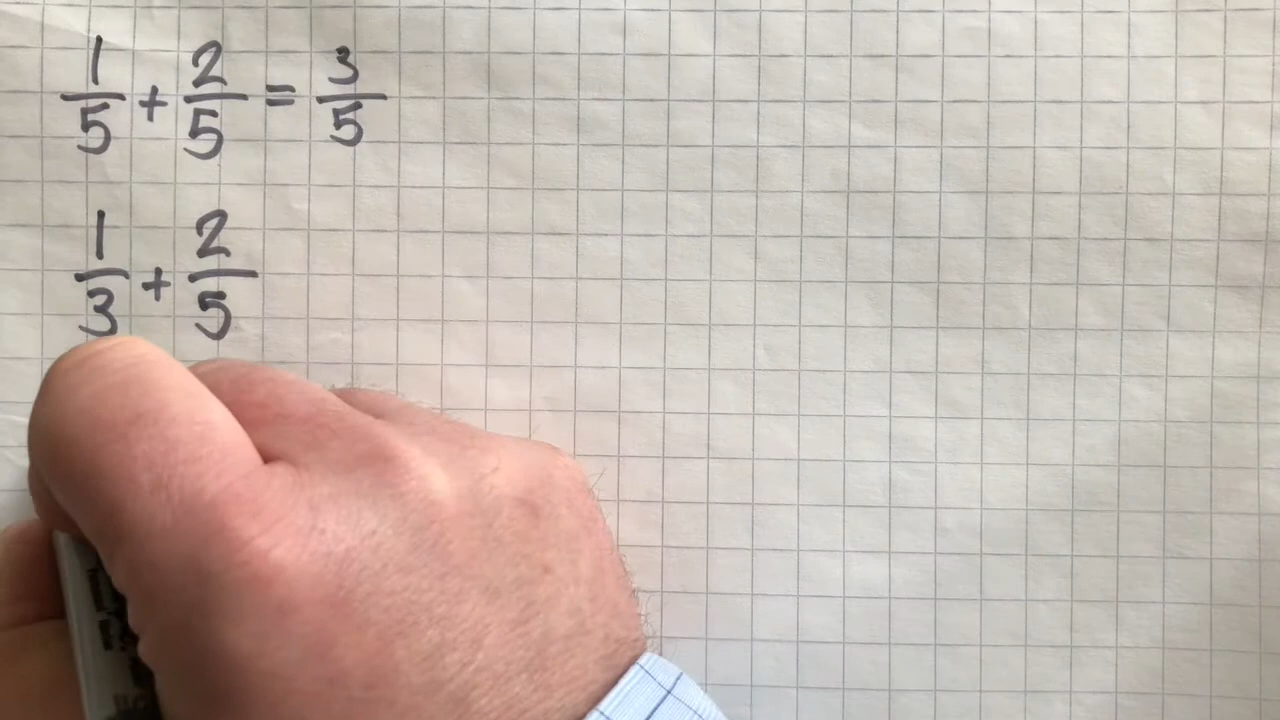 1/5 + 2/5 = 3/5
1/3 + 2/5